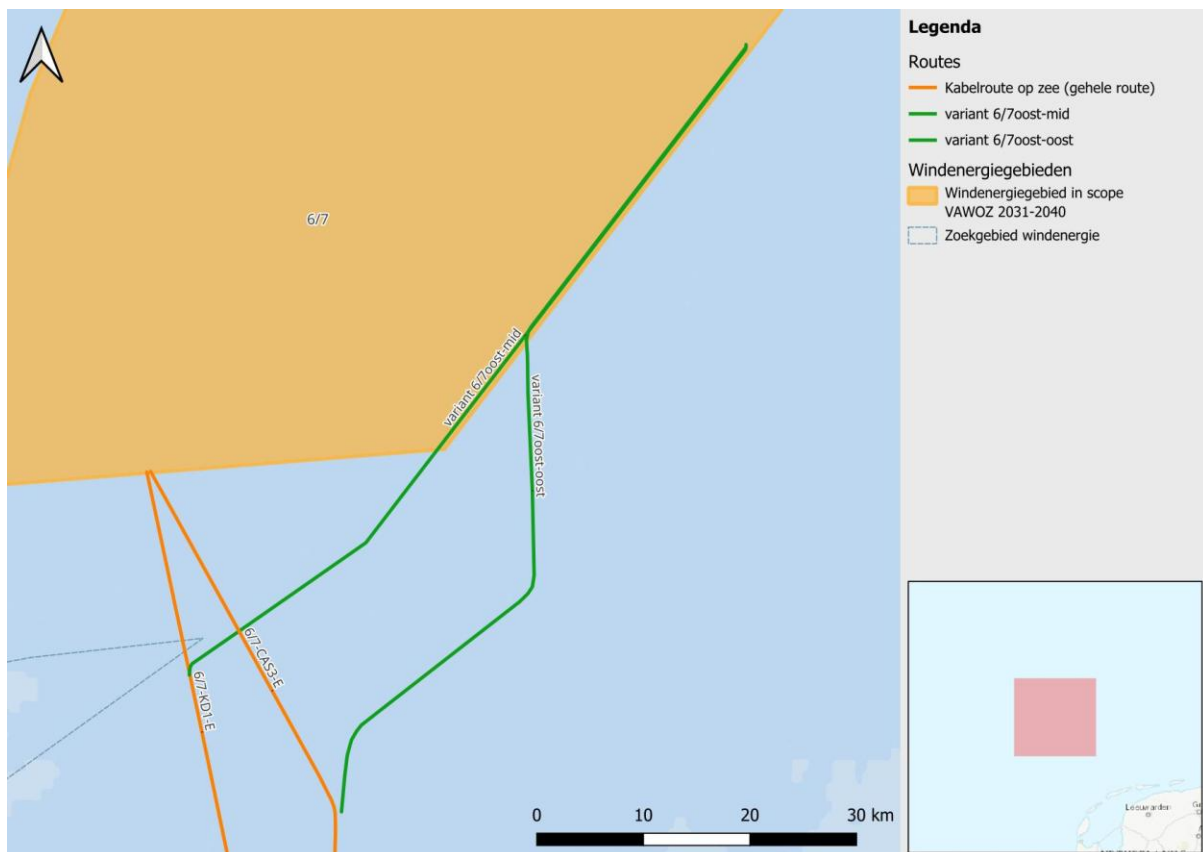 6/7
variant 6/7oost-mid
variant 6/7oost-oost
6/7-CAS3-E
6/7-KD1-E
0 10 20 30 km
Legenda
Routes
Kabelroute op zee (gehele route)
variant 6/7oost-mid
variant 6/7oost-oost
Windenergiegebieden
Windenergiegebied in scope
VAWOZ 2031-2040
Zoekgebied windenergie
Leeuwarden